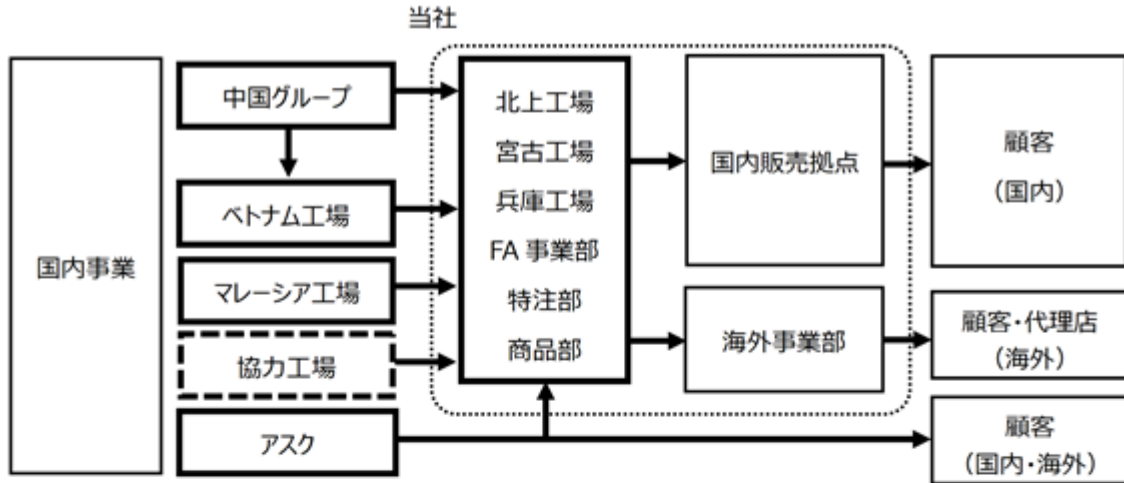 当社
国内事業
中国グループ
ベトナム工場
マレーシア工場
協力工場
アスク
北上工場
宮古工場
兵庫工場
FA 事業部
特注部
商品部
国内販売拠点
海外事業部
顧客
（国内）
顧客・代理店
（海外）
顧客
（国内・海外）